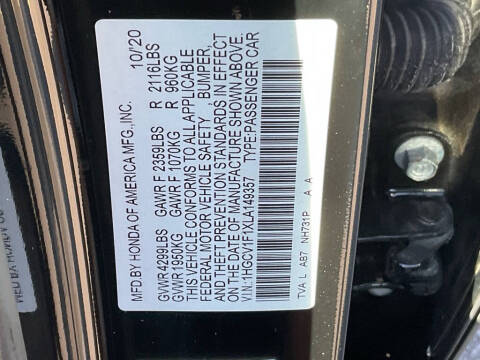 MFD BY HONDA OF AMERICA MFG.,INC. 10/20
GVWR 4299LBS GAWR F 2359LBS R 2116LBS
GVWR 1950KG GAWR F 1070KG R 960KG
THIS VEHICLE CONFORMS TO ALL APPLICABLE
FEDERAL MOTOR VEHICLE SAFETY, BUMPER,
AND THEFT PREVENTION STANDARDS IN EFFECT
ON THE DATE OF MANUFACTURE SHOWN ABOVE.
VIN:1HGCV1F1XLA149357 TYPE:PASSENGER CAR
TVA L AB7 NH731P A A